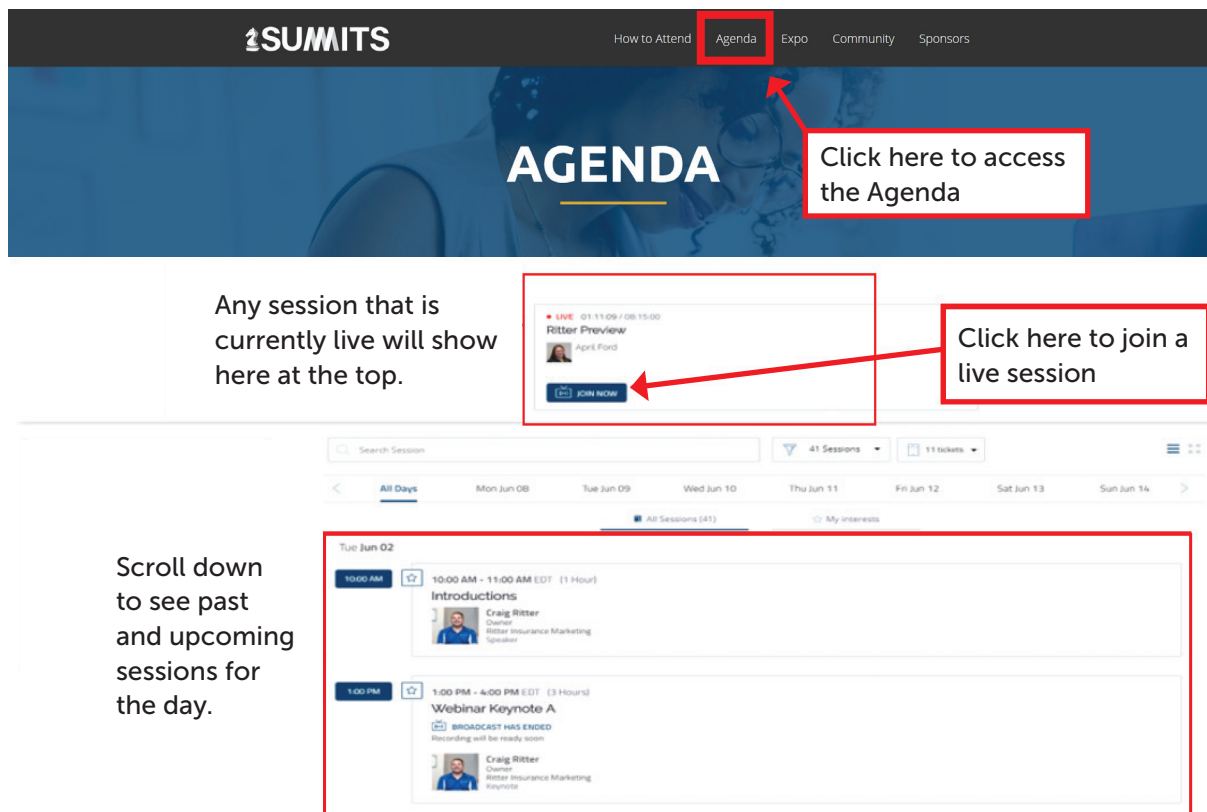 SUMMITS
How to Attend Agenda Expo Community Sponsors
AGENDA
Click here to access
the Agenda
Any session that is
currently live will show
here at the top.
LIVE 01:11:09 / 08:15:00
Ritter Preview
April Ford
JOIN NOW
Click here to join a
live session
Search Session
41 Sessions
11 tickets
All Days Mon Jun 08 Tue Jun 09 Wed Jun 10 Thu Jun 11 Fri Jun 12 Sat Jun 13 Sun Jun 14
All Sessions (41) My interests
Scroll down
to see past
and upcoming
sessions for
the day.
Tue Jun 02
10:00 AM
10:00 AM - 11:00 AM EDT (1 Hour)
Introductions
Craig Ritter
Owner
Ritter Insurance Marketing
Speaker
1:00 PM
1:00 PM - 4:00 PM EDT (3 Hours)
Webinar Keynote A
BROADCAST HAS ENDED
Recording will be ready soon
Craig Ritter
Owner
Ritter Insurance Marketing
Keynote